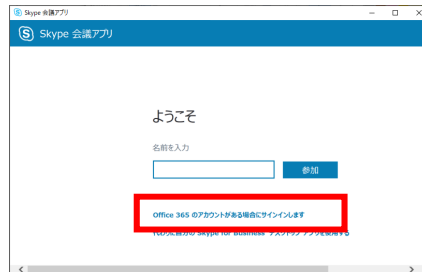 Skype 会議アプリ
Skype 会議アプリ
ようこそ
名前を入力
参加
Office 365 のアカウントがある場合にサインインします
代わりに自分の Skype for Business デスクトップ アプリを使用する